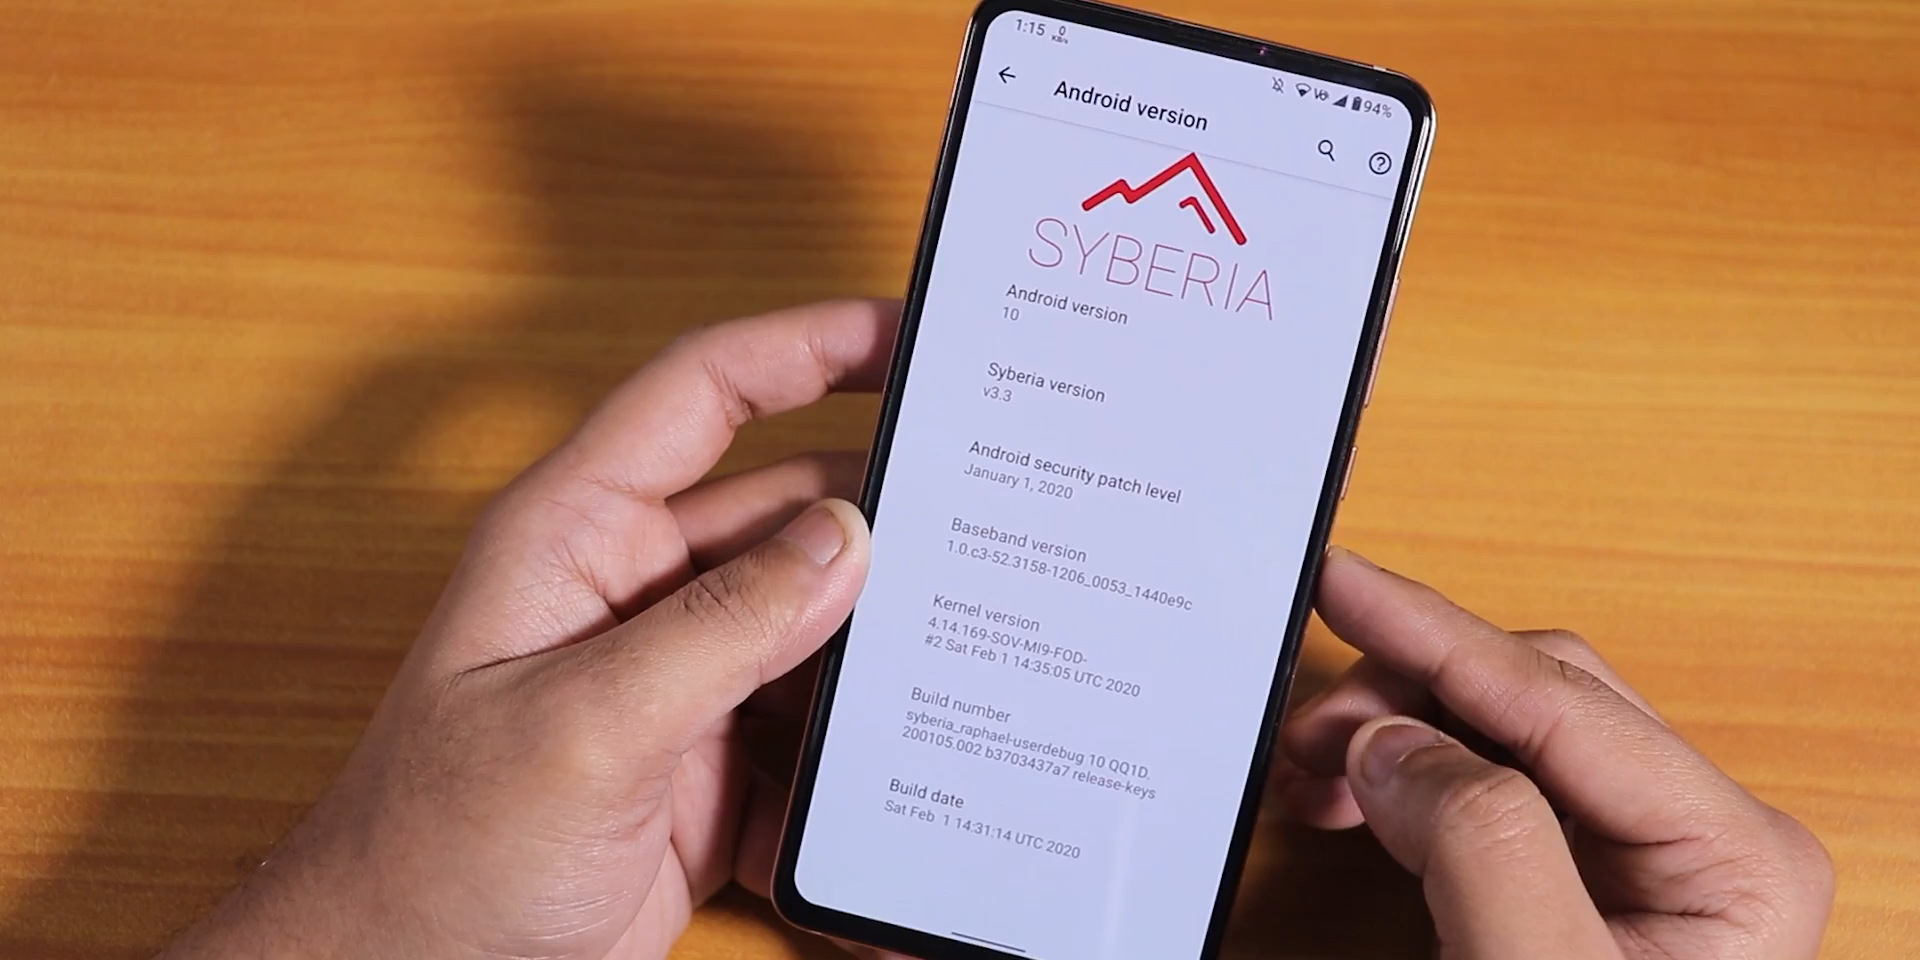 1:15 0 KB/s
Vo 94%
Android version
SYBERIA
Android version
10
Syberia version
v3.3
Android security patch level
January 1, 2020
Baseband version
1.0.c3-52.3158-1206_0053_1440e9c
Kernel version
4.14.169-SOV-MI9-FOD-
#2 Sat Feb 1 14:35:05 UTC 2020
Build number
syberia_raphael-userdebug 10 QQ1D.
200105.002 b3703437a7 release-keys
Build date
Sat Feb  1 14:31:14 UTC 2020